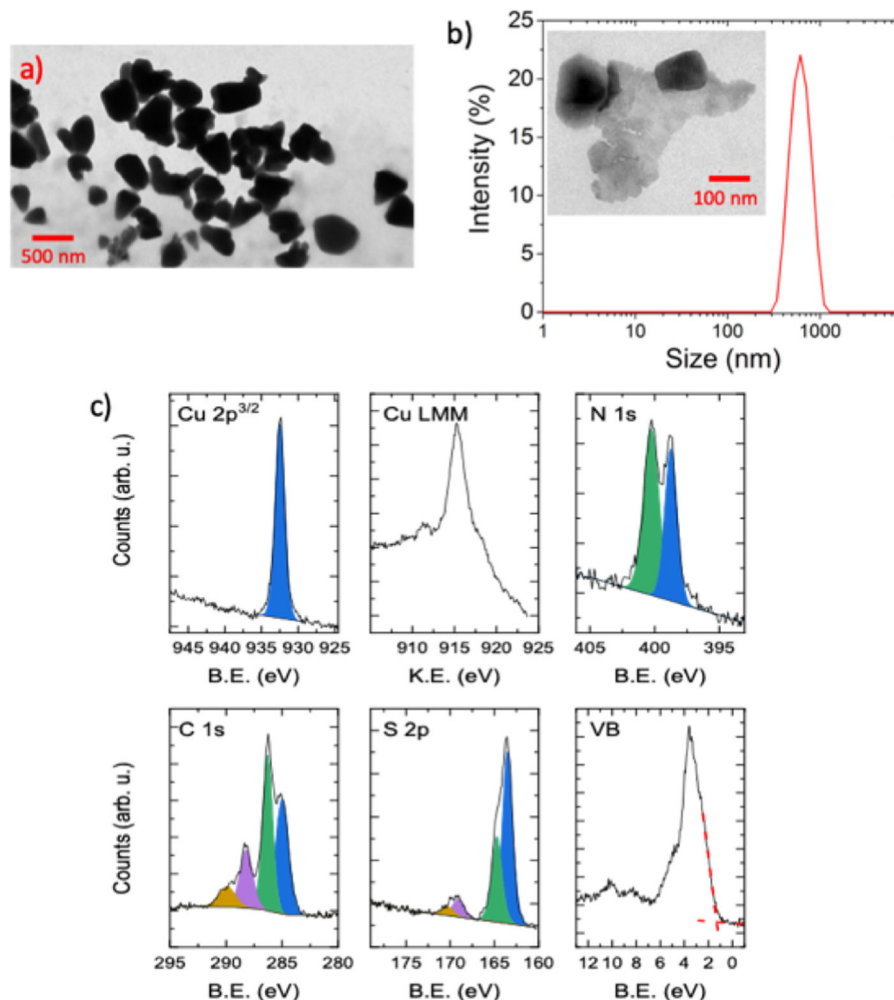 a)
500 nm
b)
Intensity (%)
25
20
15
10
5
0
100 nm
1 10 100 1000
Size (nm)
c)
Counts (arb. u.)
Cu 2p3/2
945 940 935 930 925
B.E. (eV)
Cu LMM
910 915 920 925
K.E. (eV)
N 1s
405 400 395
B.E. (eV)
Counts (arb. u.)
C 1s
295 290 285 280
B.E. (eV)
S 2p
175 170 165 160
B.E. (eV)
VB
12 10 8 6 4 2 0
B.E. (eV)